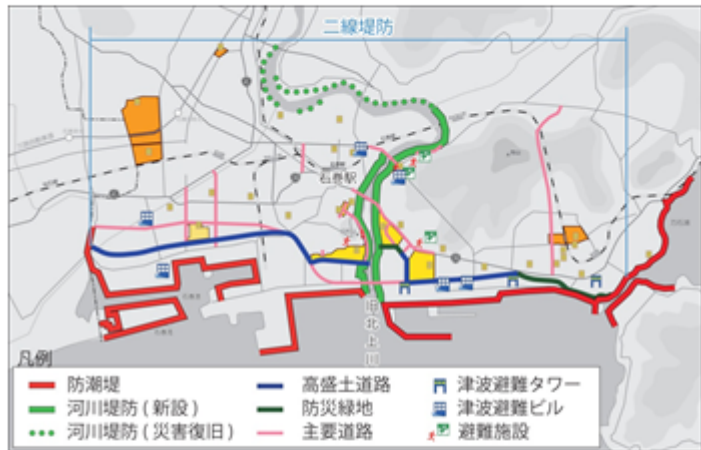 二線堤防
石巻駅
旧北上川
凡例
防潮堤
高盛土道路
津波避難タワー
河川堤防(新設)
防災緑地
津波避難ビル
河川堤防(災害復旧)
主要道路
避難施設